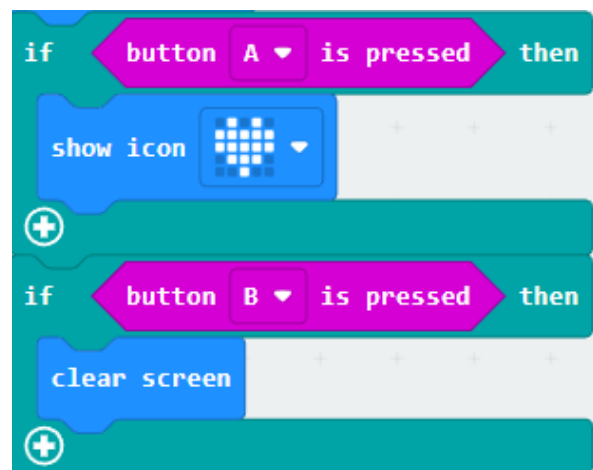 if button A is pressed then
show icon
if button B is pressed then
clear screen